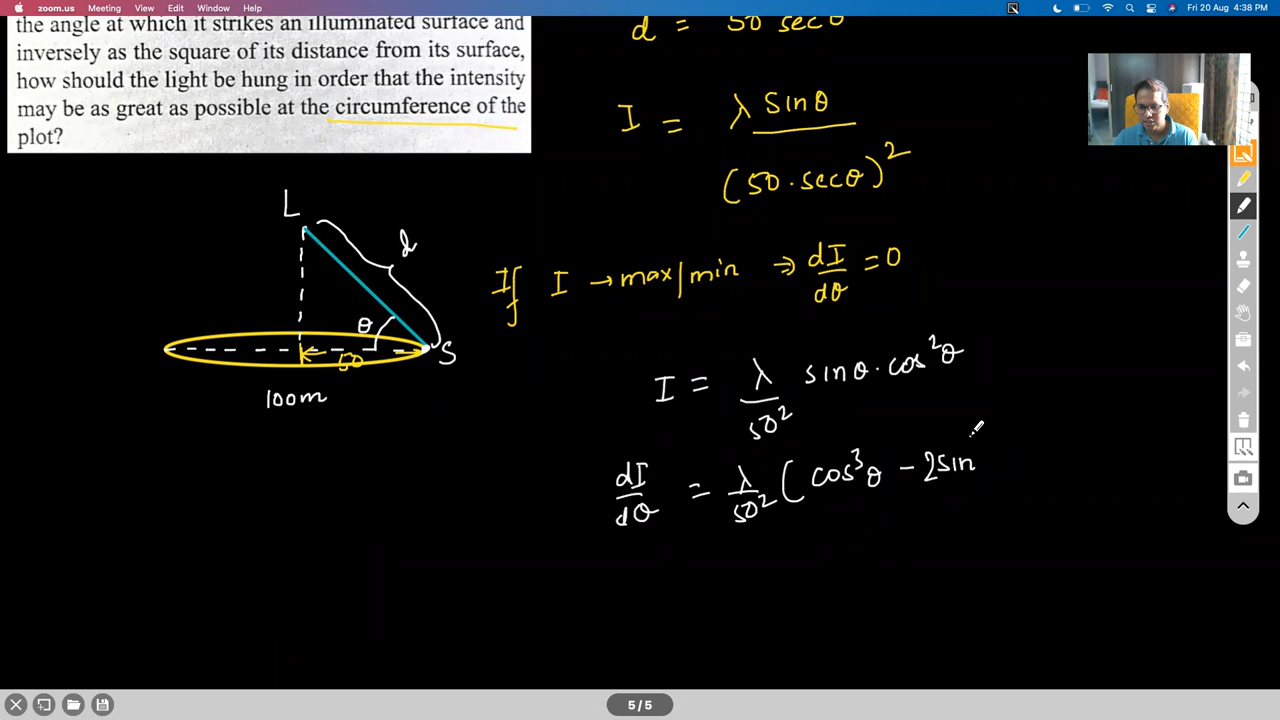 zoom.us Meeting View Edit Window Help Fri 20 Aug 4:38 PM
the angle at which it strikes an illuminated surface and
inversely as the square of its distance from its surface,
how should the light be hung in order that the intensity
may be as great as possible at the circumference of the
plot?
d = 50 secθ
I = λ sinθ
(50·secθ)²
L
d
θ
50
S
100m
If I → max/min ⇒ dI/dθ = 0
I = λ/50² sinθ·cos²θ
dI/dθ = λ/50² (cos³θ − 2sin
5/5